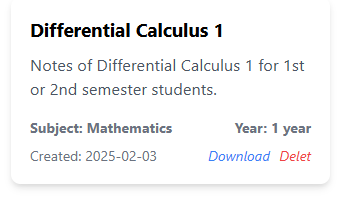 Differential Calculus 1
Notes of Differential Calculus 1 for 1st
or 2nd semester students.
Subject: Mathematics Year: 1 year
Created: 2025-02-03 Download Delet